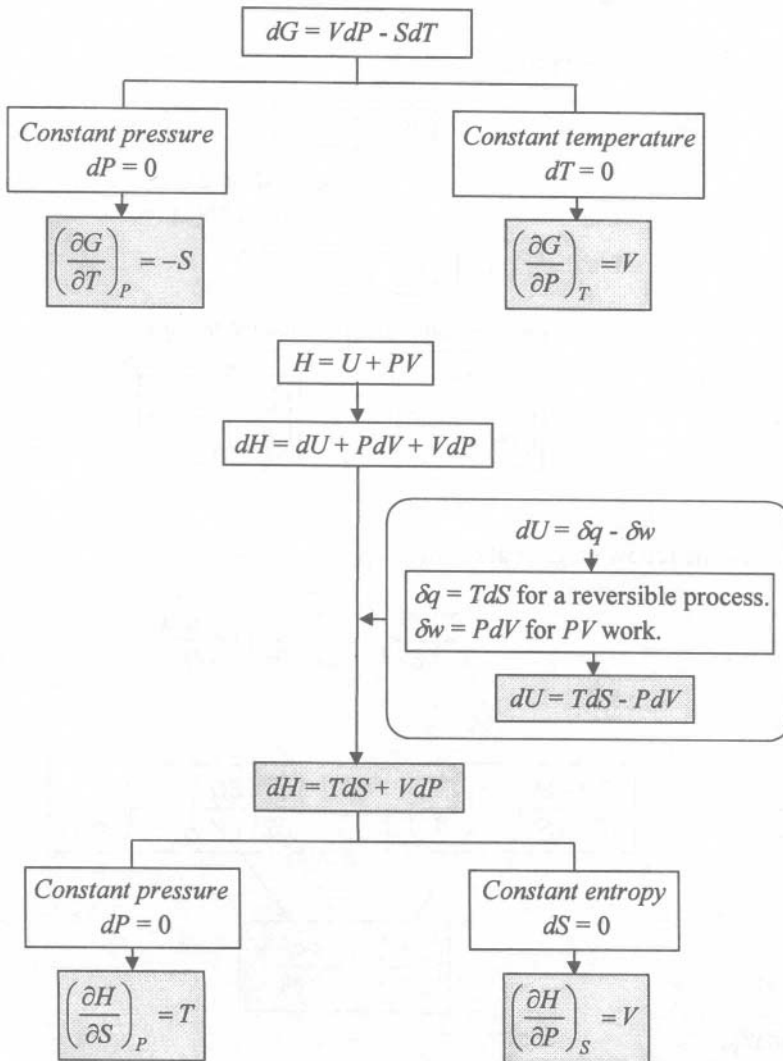 dG = VdP - SdT
Constant pressure
dP = 0
Constant temperature
dT = 0
(∂G/∂T)_P = –S
(∂G/∂P)_T = V
H = U + PV
dH = dU + PdV + VdP
dU = δq - δw
δq = TdS for a reversible process.
δw = PdV for PV work.
dU = TdS - PdV
dH = TdS + VdP
Constant pressure
dP = 0
Constant entropy
dS = 0
(∂H/∂S)_P = T
(∂H/∂P)_S = V